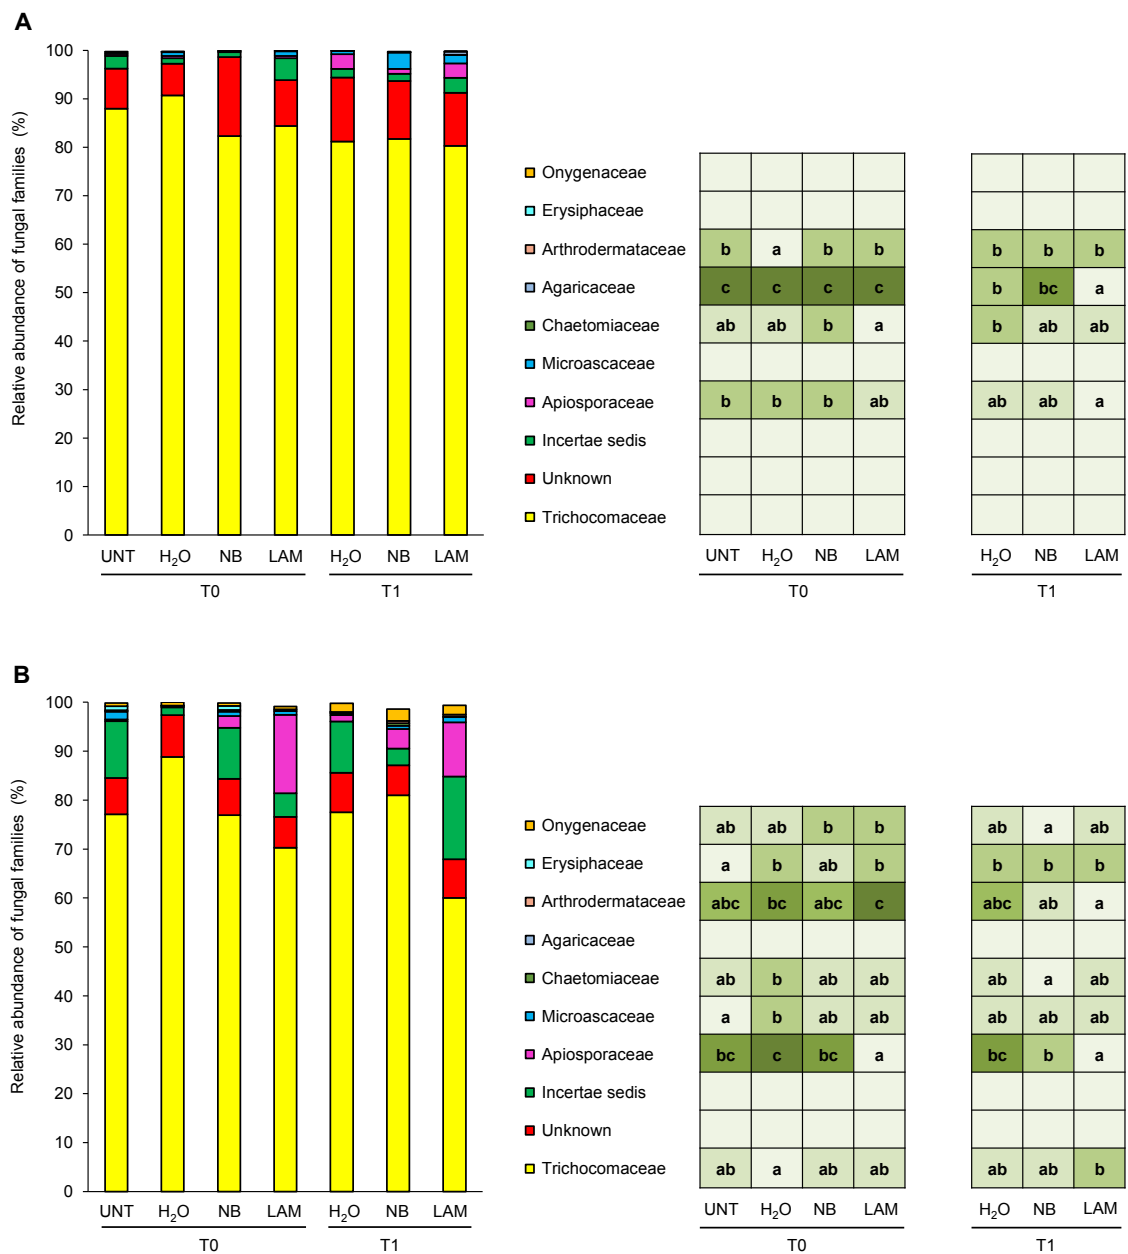 A
Relative abundance of fungal families (%)
100
90
80
70
60
50
40
30
20
10
0
UNT H₂O NB LAM H₂O NB LAM
T0 T1
Onygenaceae
Erysiphaceae
Arthrodermataceae b a b b b b b
Agaricaceae c c c c b bc a
Chaetomiaceae ab ab b a b ab ab
Microascaceae
Apiosporaceae b b b ab ab ab a
Incertae sedis
Unknown
Trichocomaceae
UNT H₂O NB LAM H₂O NB LAM
T0 T1
B
Relative abundance of fungal families (%)
100
90
80
70
60
50
40
30
20
10
0
UNT H₂O NB LAM H₂O NB LAM
T0 T1
Onygenaceae ab ab b b ab a ab
Erysiphaceae a b ab b b b b
Arthrodermataceae abc bc abc c abc ab a
Agaricaceae
Chaetomiaceae ab b ab ab ab a ab
Microascaceae a b ab ab ab ab ab
Apiosporaceae bc c bc a bc b a
Incertae sedis
Unknown
Trichocomaceae ab a ab ab ab ab b
UNT H₂O NB LAM H₂O NB LAM
T0 T1